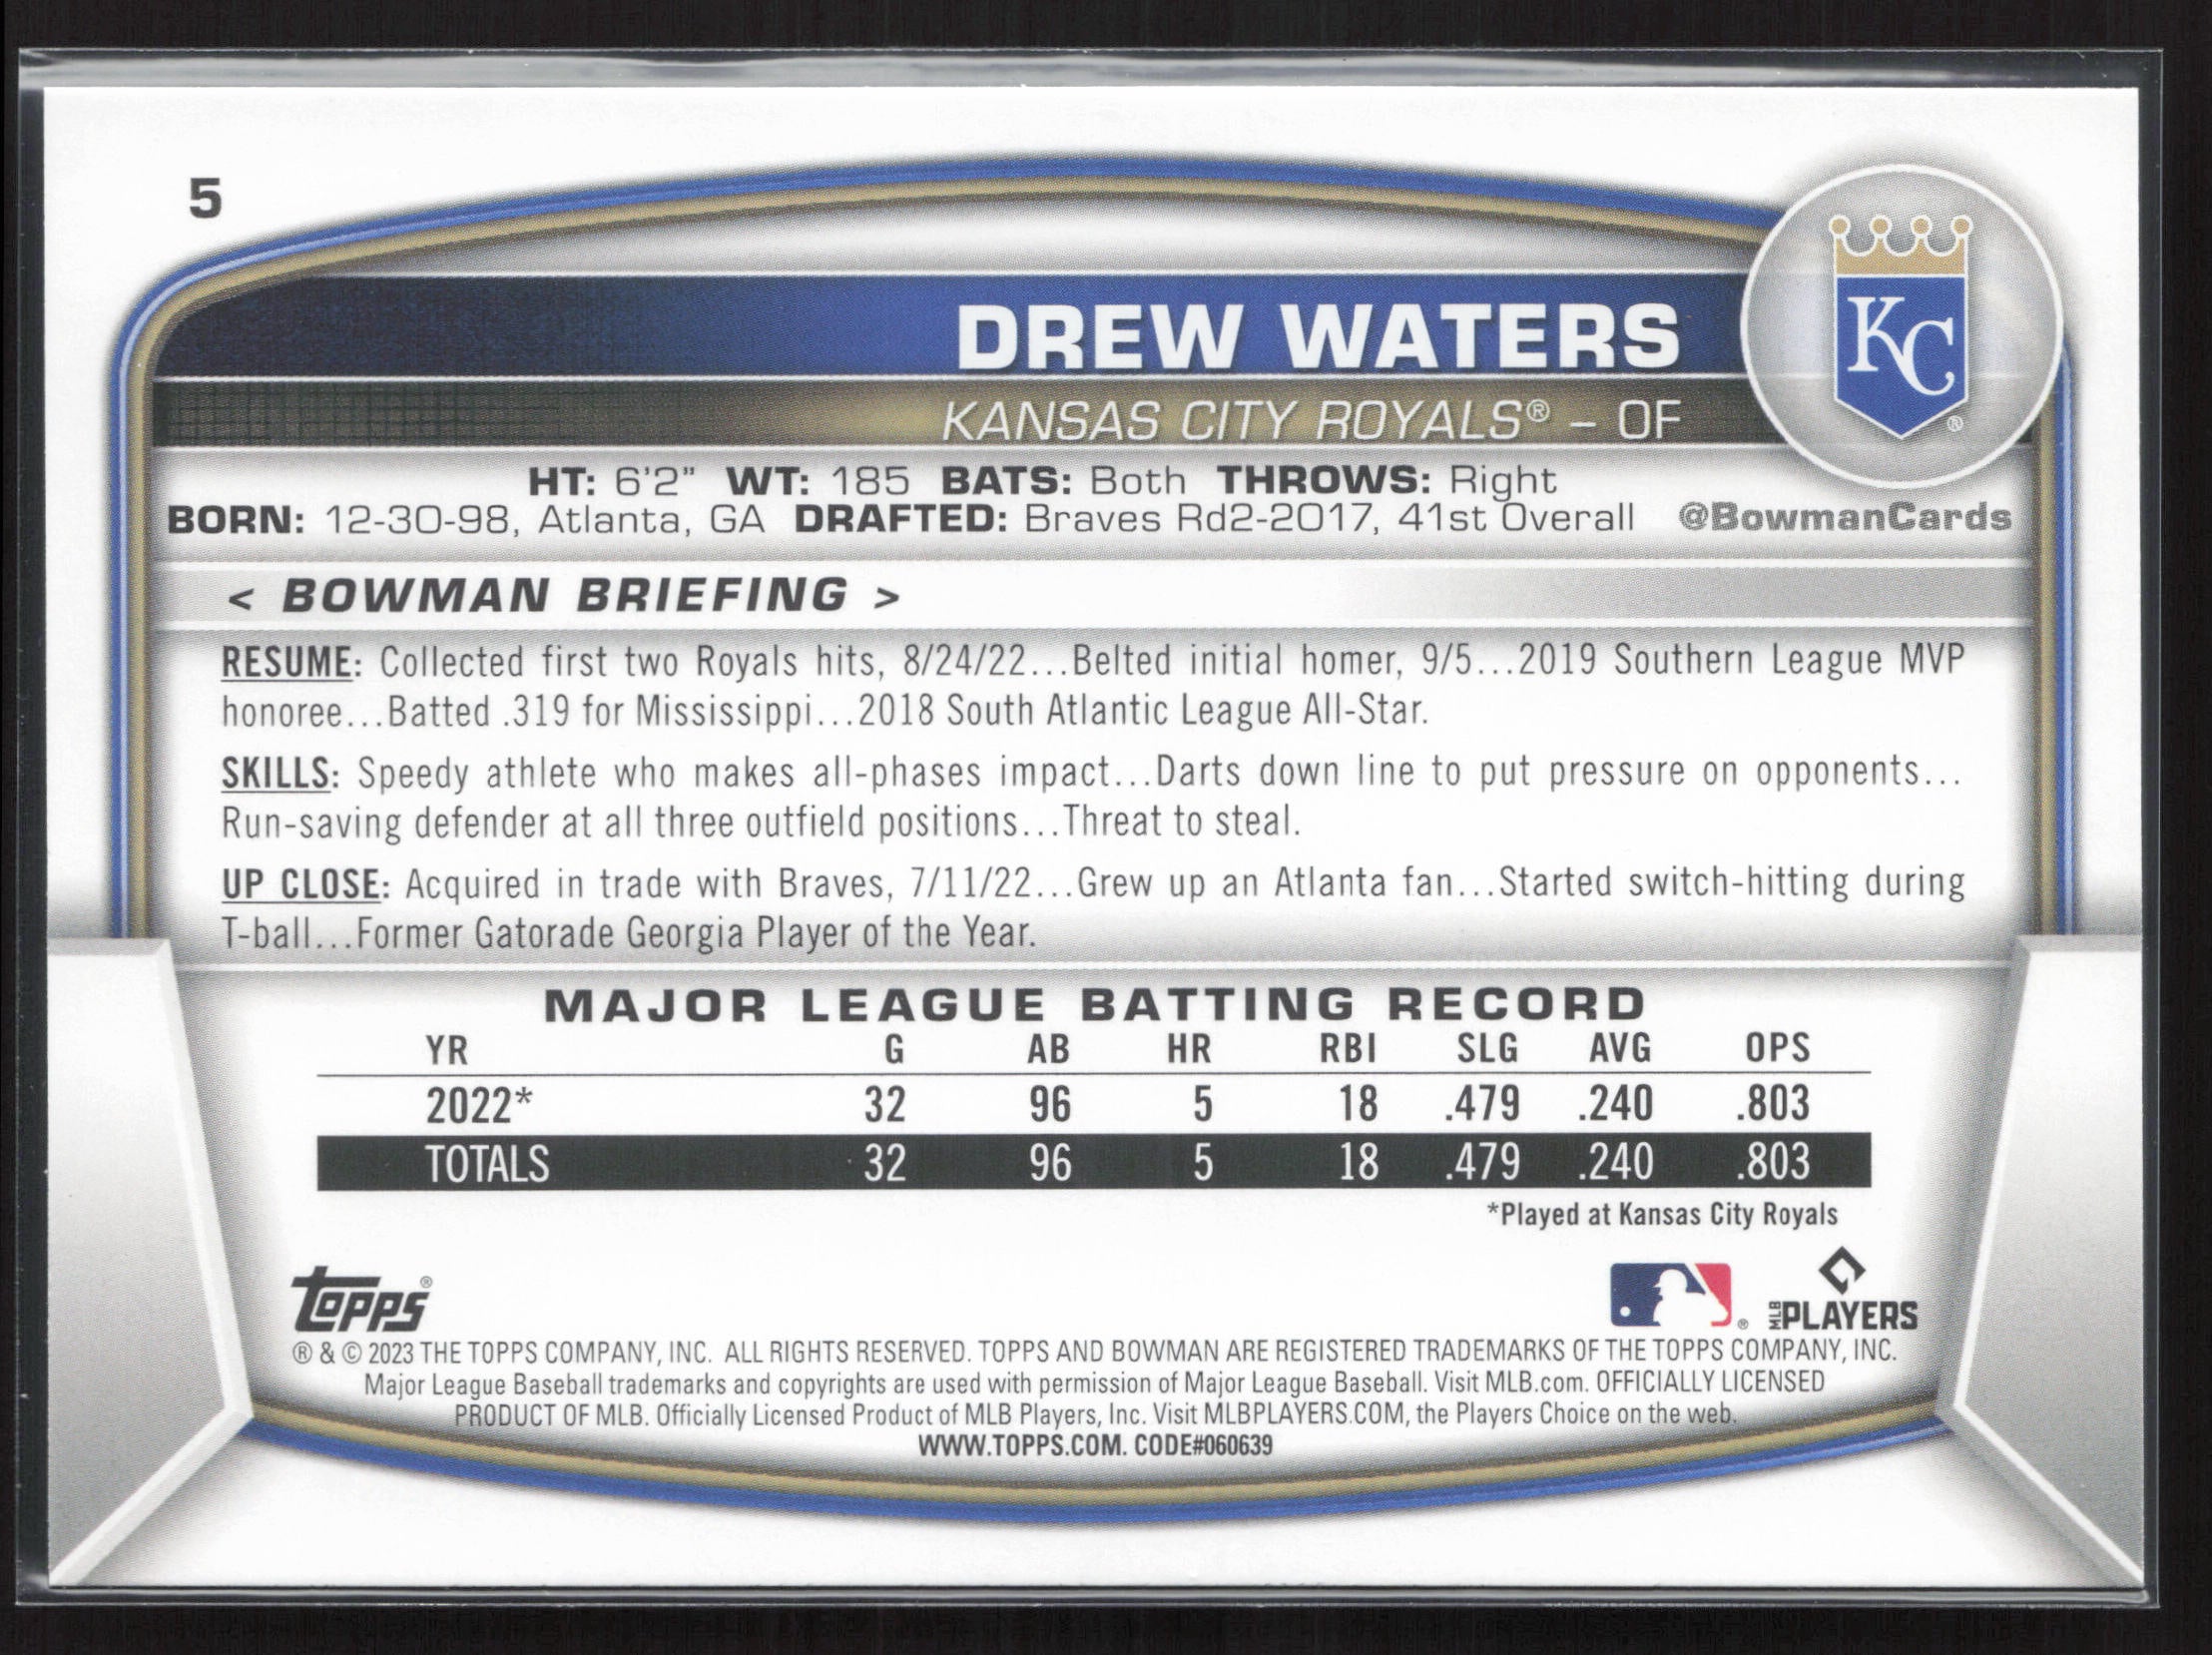 5
DREW WATERS
KANSAS CITY ROYALS® – OF
KC
®
HT: 6'2" WT: 185 BATS: Both THROWS: Right
BORN: 12-30-98, Atlanta, GA DRAFTED: Braves Rd2-2017, 41st Overall @BowmanCards
< BOWMAN BRIEFING >
RESUME: Collected first two Royals hits, 8/24/22...Belted initial homer, 9/5...2019 Southern League MVP
honoree...Batted .319 for Mississippi...2018 South Atlantic League All-Star.
SKILLS: Speedy athlete who makes all-phases impact...Darts down line to put pressure on opponents...
Run-saving defender at all three outfield positions...Threat to steal.
UP CLOSE: Acquired in trade with Braves, 7/11/22...Grew up an Atlanta fan...Started switch-hitting during
T-ball...Former Gatorade Georgia Player of the Year.
MAJOR LEAGUE BATTING RECORD
YR G AB HR RBI SLG AVG OPS
2022* 32 96 5 18 .479 .240 .803
TOTALS 32 96 5 18 .479 .240 .803
*Played at Kansas City Royals
Topps® ® MLB PLAYERS
® & © 2023 THE TOPPS COMPANY, INC. ALL RIGHTS RESERVED. TOPPS AND BOWMAN ARE REGISTERED TRADEMARKS OF THE TOPPS COMPANY, INC.
Major League Baseball trademarks and copyrights are used with permission of Major League Baseball. Visit MLB.com. OFFICIALLY LICENSED
PRODUCT OF MLB. Officially Licensed Product of MLB Players, Inc. Visit MLBPLAYERS.COM, the Players Choice on the web.
WWW.TOPPS.COM. CODE#060639